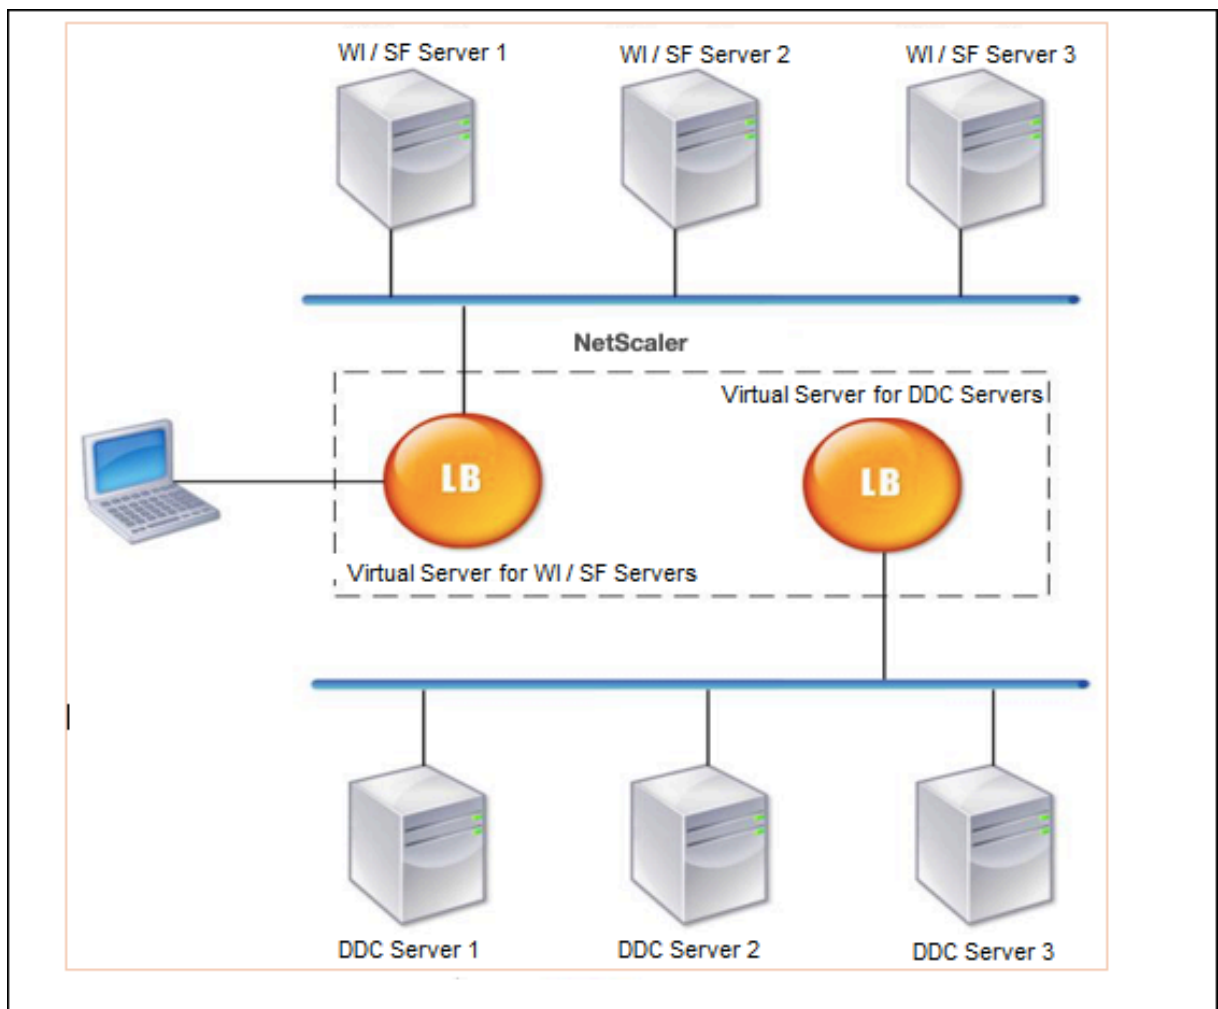 WI / SF Server 1
WI / SF Server 2
WI / SF Server 3
NetScaler
Virtual Server for DDC Servers
LB
LB
Virtual Server for WI / SF Servers
DDC Server 1
DDC Server 2
DDC Server 3